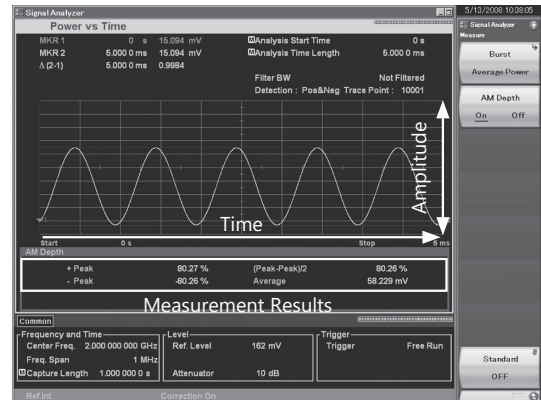 Signal Analyzer
5/13/2008 10:38:05
Power vs Time
MKR 1 0 s 15.094 mV Analysis Start Time 0 s
MKR 2 5.000 0 ms 15.094 mV Analysis Time Length 5.000 0 ms
Δ (2-1) 5.000 0 ms 0.9984
Filter BW Not Filtered
Detection : Pos&Neg Trace Point : 10001
Amplitude
Time
Start 0 s Stop 5 ms
AM Depth
+ Peak 80.27 % (Peak-Peak)/2 80.26 %
- Peak -80.26 % Average 58.229 mV
Measurement Results
Common
Frequency and Time
Center Freq. 2.000 000 000 GHz
Freq. Span 1 MHz
Capture Length 1.000 000 0 s
Level
Ref. Level 162 mV
Attenuator 10 dB
Trigger
Trigger Free Run
Ref.Int Correction On
Signal Analyzer
Measure
Burst
Average Power
AM Depth
On Off
Standard
OFF